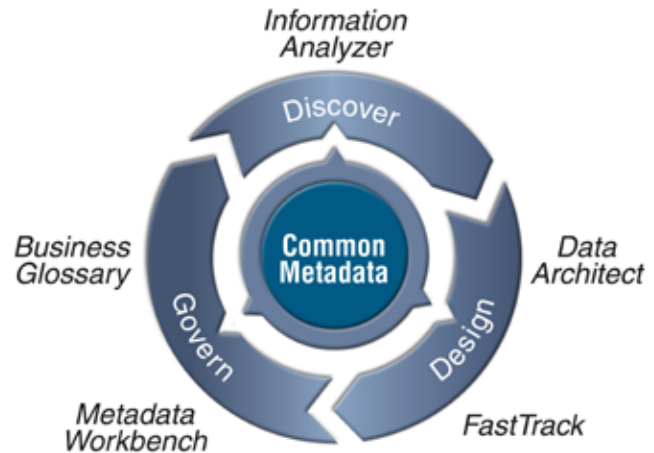 Information
Analyzer
Discover
Business
Glossary
Common
Metadata
Data
Architect
Govern
Design
Metadata
Workbench
FastTrack